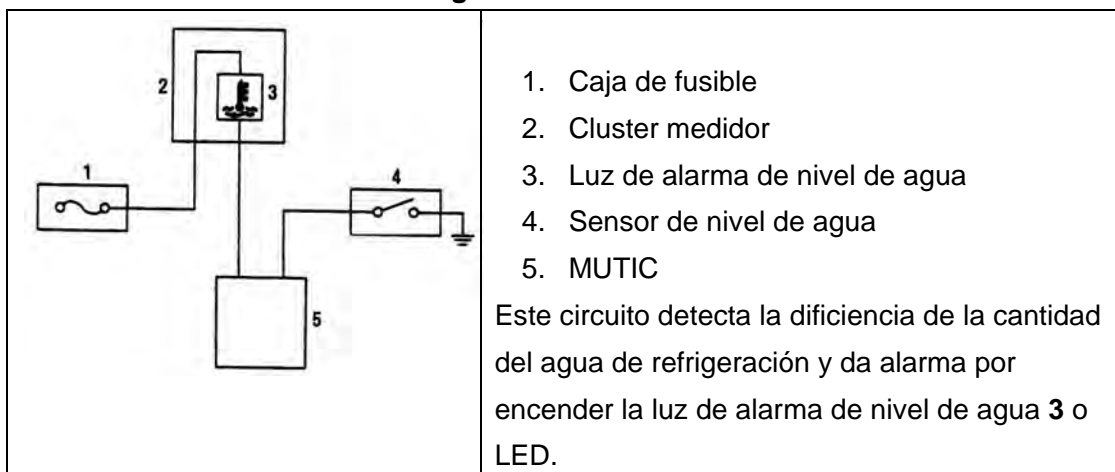 1
2
3
4
5
1. Caja de fusible
2. Cluster medidor
3. Luz de alarma de nivel de agua
4. Sensor de nivel de agua
5. MUTIC
Este circuito detecta la dificiencia de la cantidad
del agua de refrigeración y da alarma por
encender la luz de alarma de nivel de agua 3 o
LED.